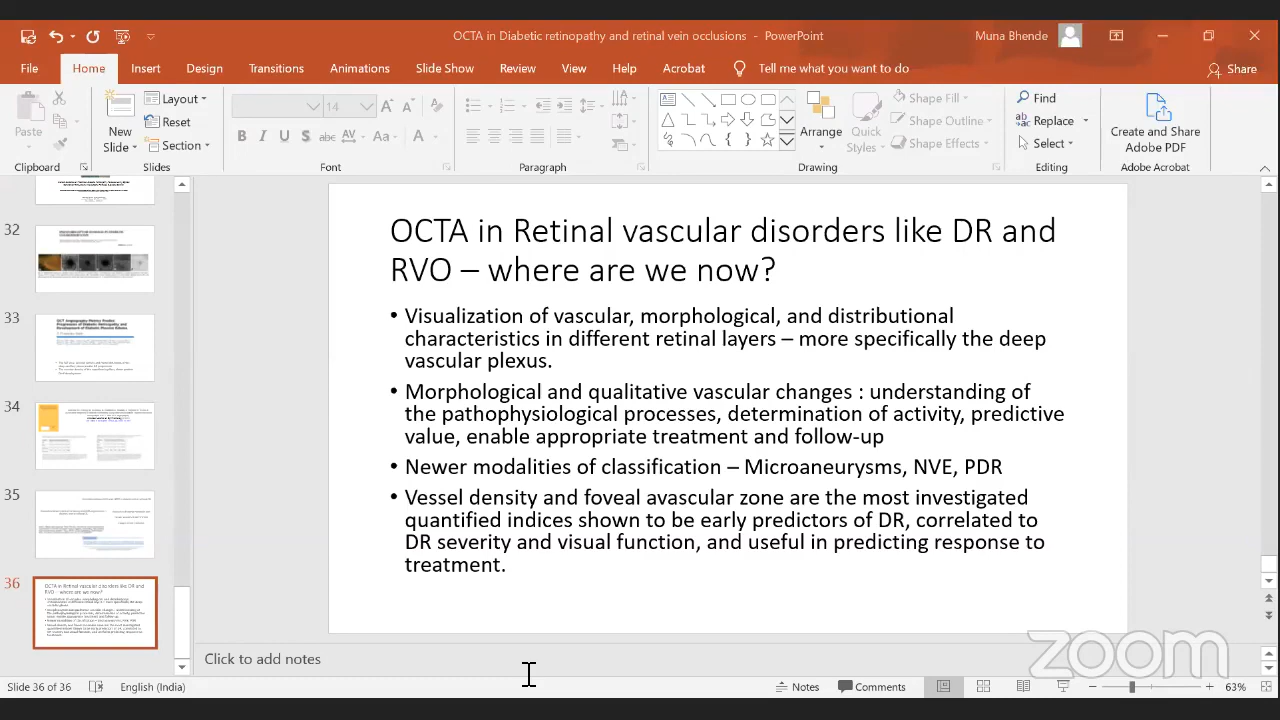 OCTA in Diabetic retinopathy and retinal vein occlusions - PowerPoint
Muna Bhende
File Home Insert Design Transitions Animations Slide Show Review View Help Acrobat Tell me what you want to do
Share
Paste
New
Slide
Layout
Reset
Section
14
B I U S abc AV Aa A
Arrange
Quick
Styles
Shape Fill
Shape Outline
Shape Effects
Find
Replace
Select
Create and Share
Adobe PDF
Clipboard Slides Font Paragraph Drawing Editing Adobe Acrobat
32
33
34
35
36
OCTA in Retinal vascular disorders like DR and
RVO – where are we now?
• Visualization of vascular, morphological, and distributional
characteristics in different retinal layers – more specifically the deep
vascular plexus.
• Morphological and qualitative vascular changes : understanding of
the pathophysiological processes, determination of activity, predictive
value, enable appropriate treatment and follow-up
• Newer modalities of classification – Microaneurysms, NVE, PDR
• Vessel density and foveal avascular zone are the most investigated
quantified indices shown to be early predictors of DR, correlated to
DR severity and visual function, and useful in predicting response to
treatment.
Click to add notes
zoom
Slide 36 of 36 English (India) Notes Comments 63%